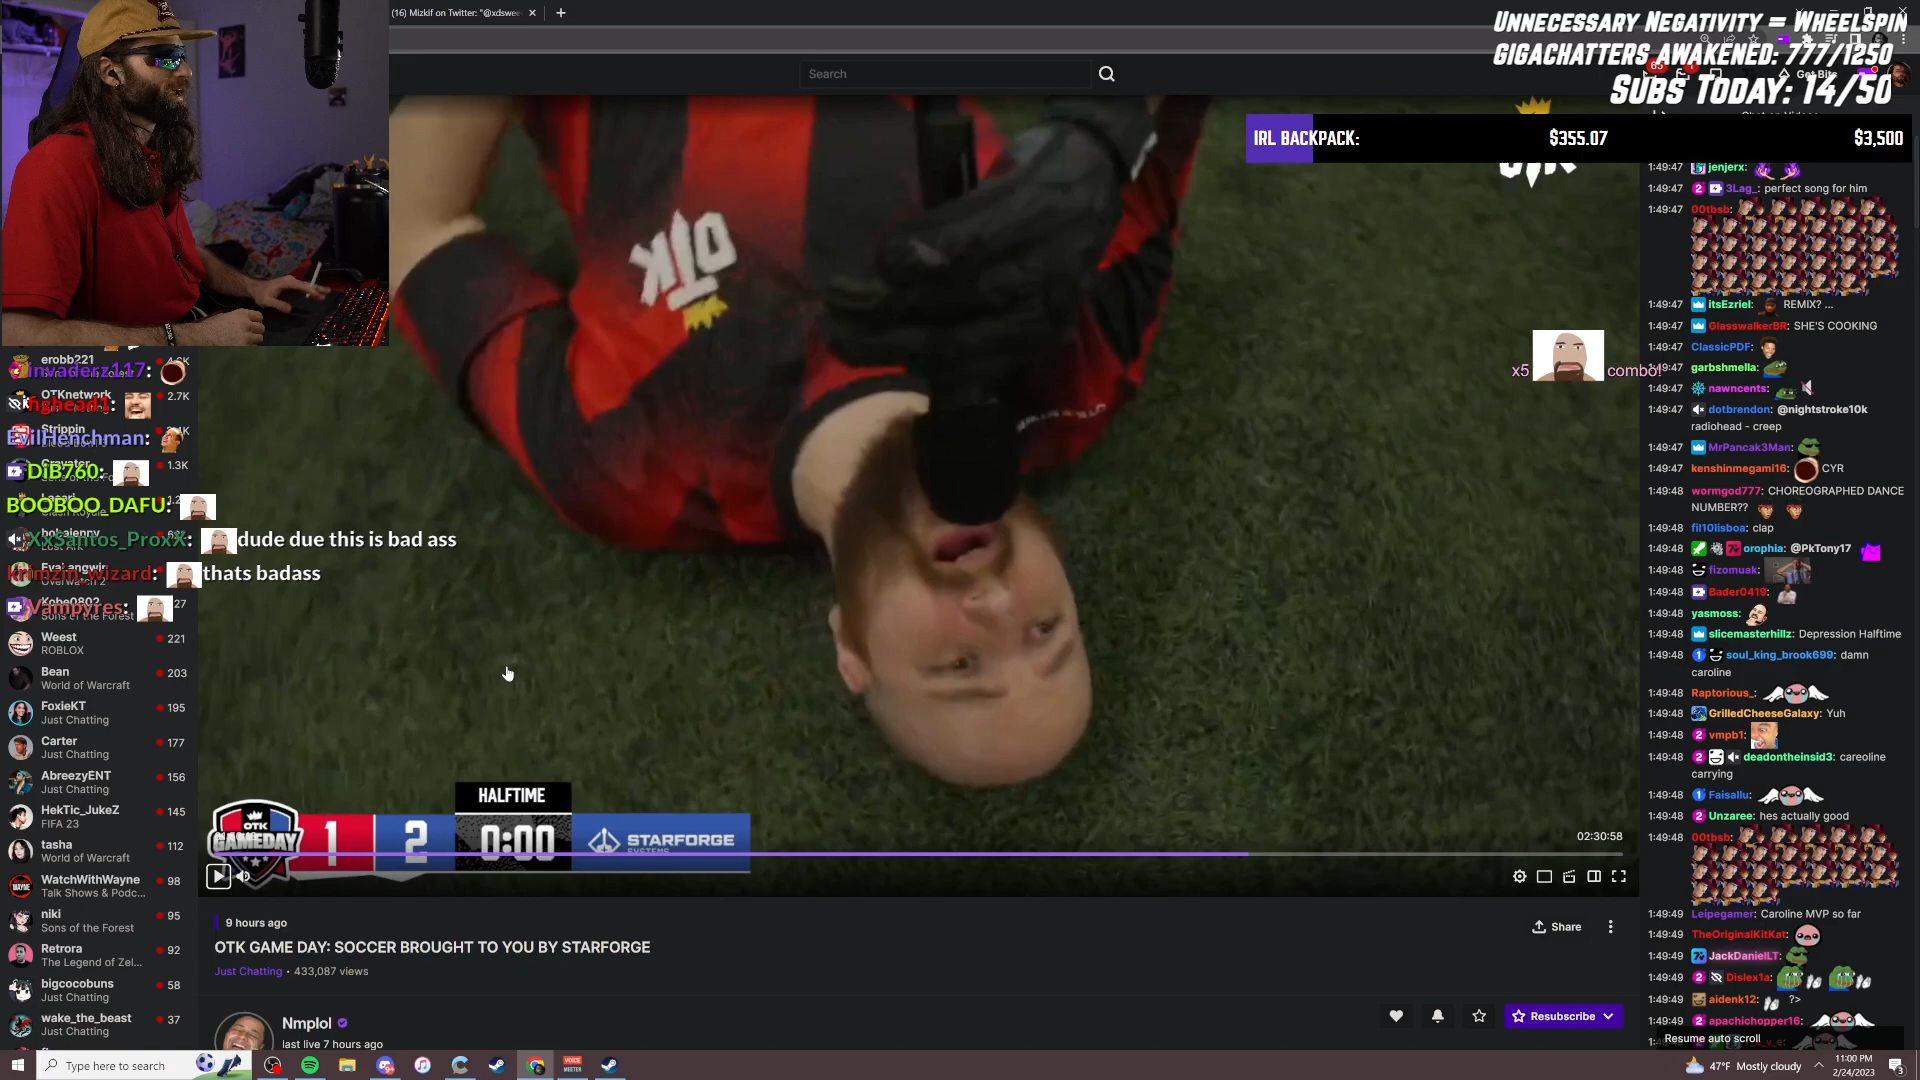 (16) Mizkif on Twitter: "@xdswee
UNNECESSARY NEGATIVITY = WHEELSPIN
GIGACHATTERS AWAKENED: 777/1250
SUBS TODAY: 14/50
Search
Get Bits
IRL BACKPACK:
$355.07
$3,500
OTK
x5
combo!
invaderz117:
fighead1:
EvilHenchman:
DiB760:
BOOBOO_DAFU:
XxSantos_ProxX: dude due this is bad ass
krimzin_wizard: thats badass
Vampyres:
erobb221
OTKnetwork
2.7K
Strippin
1.3K
Weest
ROBLOX
221
Bean
World of Warcraft
203
FoxieKT
Just Chatting
195
Carter
Just Chatting
177
AbreezyENT
Just Chatting
156
HekTic_JukeZ
FIFA 23
145
tasha
World of Warcraft
112
WatchWithWayne
Talk Shows & Podc...
98
niki
Sons of the Forest
95
Retrora
The Legend of Zel...
92
bigcocobuns
Just Chatting
58
wake_the_beast
Just Chatting
37
HALFTIME
OTK
GAMEDAY
1
2
0:00
STARFORGE
SYSTEMS
02:30:58
9 hours ago
OTK GAME DAY: SOCCER BROUGHT TO YOU BY STARFORGE
Just Chatting • 433,087 views
Share
Nmplol
last live 7 hours ago
Resubscribe
1:49:47 jenjerx:
1:49:47 3Lag_: perfect song for him
1:49:47 00tbsb:
1:49:47 itsEzriel: REMIX? ...
1:49:47 GlasswalkerBR: SHE'S COOKING
1:49:47 ClassicPDF:
garbshmella:
1:49:47 nawncents:
1:49:47 dotbrendon: @nightstroke10k
radiohead - creep
1:49:47 MrPancak3Man:
1:49:47 kenshinmegami16: CYR
1:49:48 wormgod777: CHOREOGRAPHED DANCE
NUMBER??
1:49:48 fil10lisboa: clap
1:49:48 orophia: @PkTony17
1:49:48 fizomuak:
1:49:48 Bader0419:
1:49:48 yasmoss:
1:49:48 slicemasterhillz: Depression Halftime
1:49:48 soul_king_brook699: damn
caroline
1:49:48 Raptorious_:
1:49:48 GrilledCheeseGalaxy: Yuh
1:49:48 vmpb1:
1:49:48 deadontheinsid3: careoline
carrying
1:49:48 Faisallu:
1:49:48 Unzaree: hes actually good
1:49:48 00tbsb:
1:49:49 Leipegamer: Caroline MVP so far
1:49:49 TheOriginalKitKat:
1:49:49 JackDanielLT:
1:49:49 Dislex1a:
1:49:49 aidenk12: ?>
1:49:49 apachichopper16:
Resume auto scroll
Type here to search
47°F Mostly cloudy
11:00 PM
2/24/2023